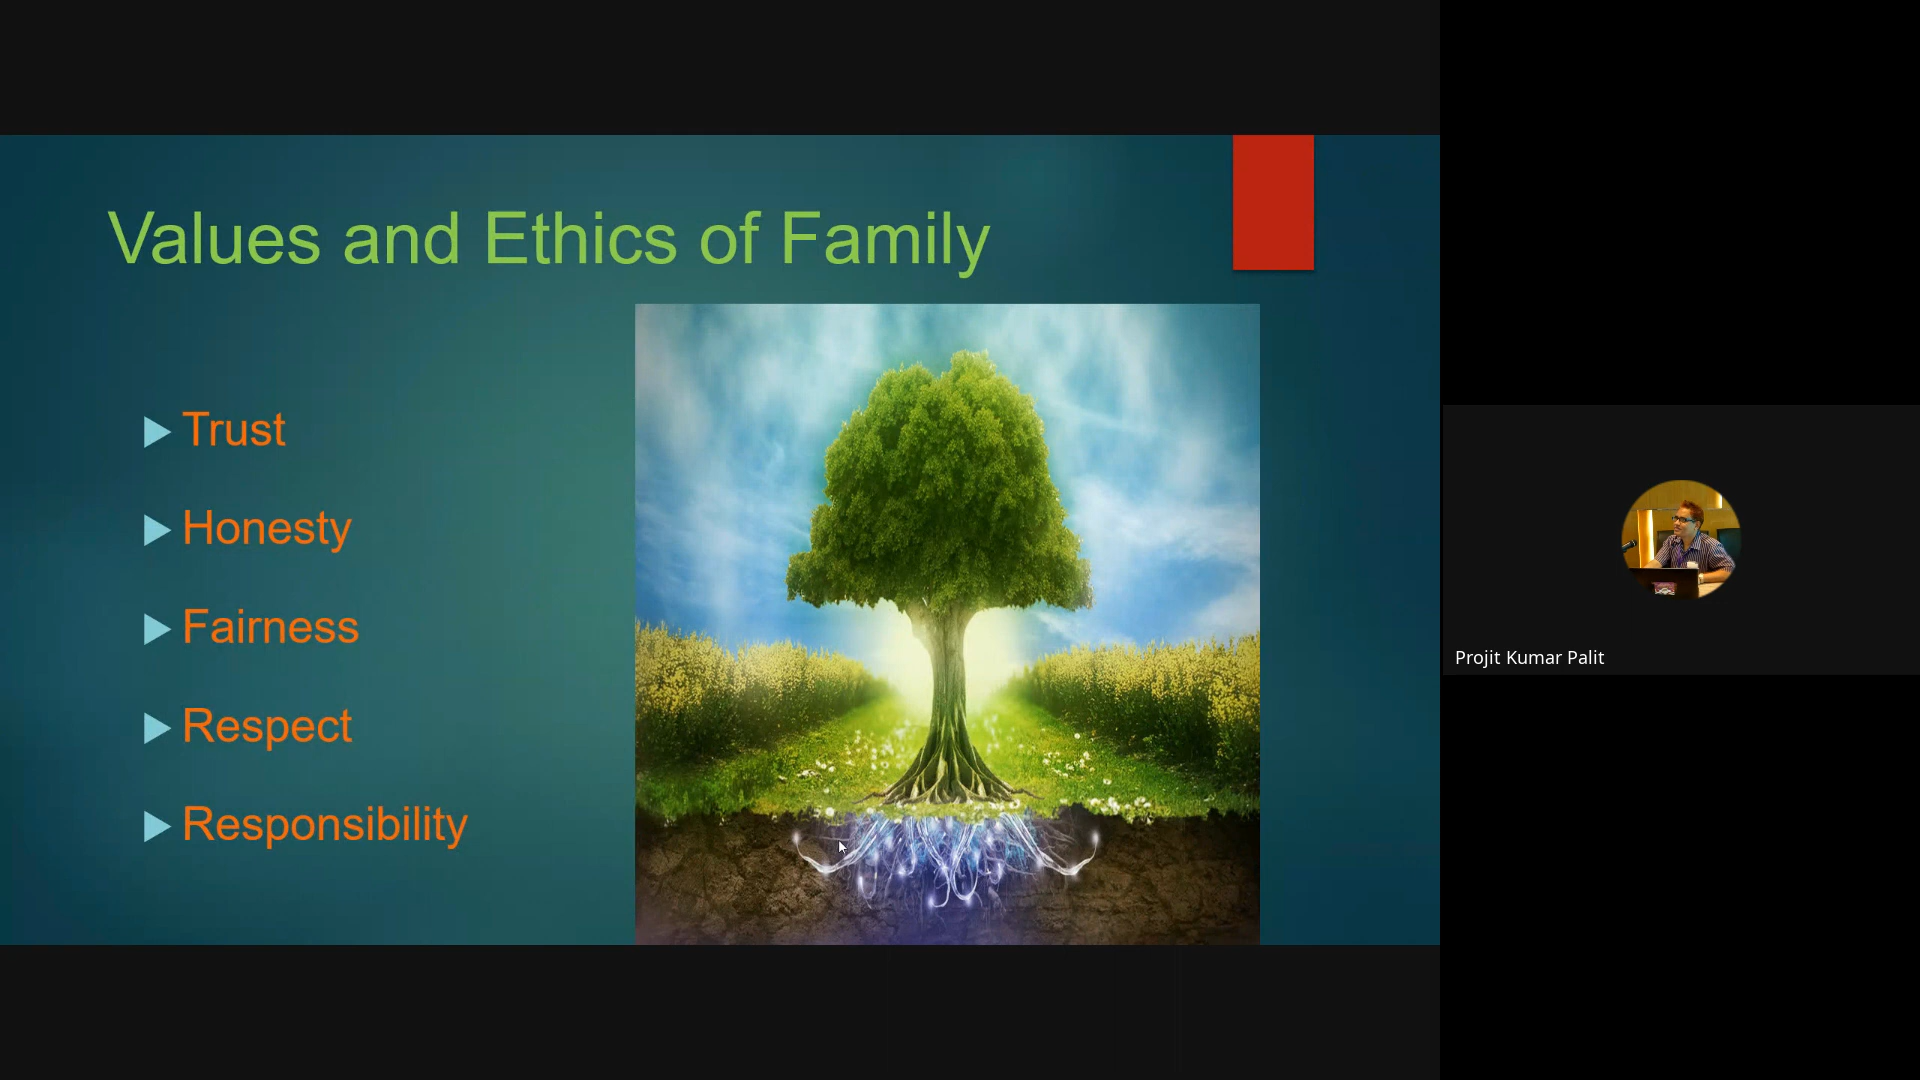 Values and Ethics of Family
Trust
Honesty
Fairness
Respect
Responsibility
Projit Kumar Palit